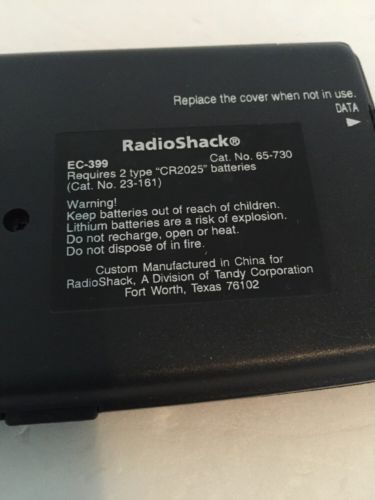 Replace the cover when not in use.
DATA
RadioShack®
EC-399 Cat. No. 65-730
Requires 2 type "CR2025" batteries
(Cat. No. 23-161)
Warning!
Keep batteries out of reach of children.
Lithium batteries are a risk of explosion.
Do not recharge, open or heat.
Do not dispose of in fire.
Custom Manufactured in China for
RadioShack, A Division of Tandy Corporation
Fort Worth, Texas 76102